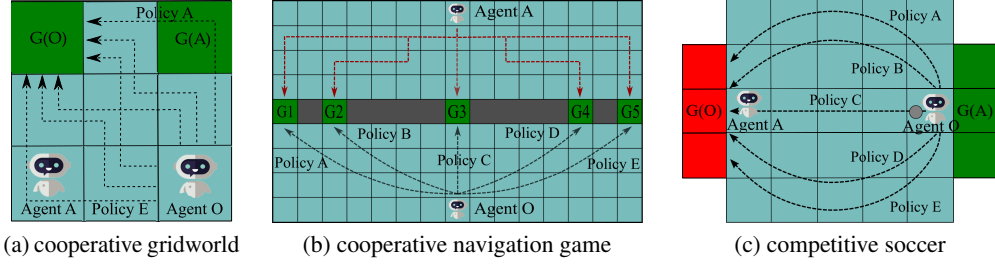 Policy A
G(O)
G(A)
Agent A
Policy E
Agent O
(a) cooperative gridworld
Agent A
G1
G2
G3
G4
G5
Policy B
Policy D
Policy A
Policy C
Policy E
Agent O
(b) cooperative navigation game
Policy A
Policy B
Policy C
G(O)
G(A)
Agent A
Agent O
Policy D
Policy E
(c) competitive soccer